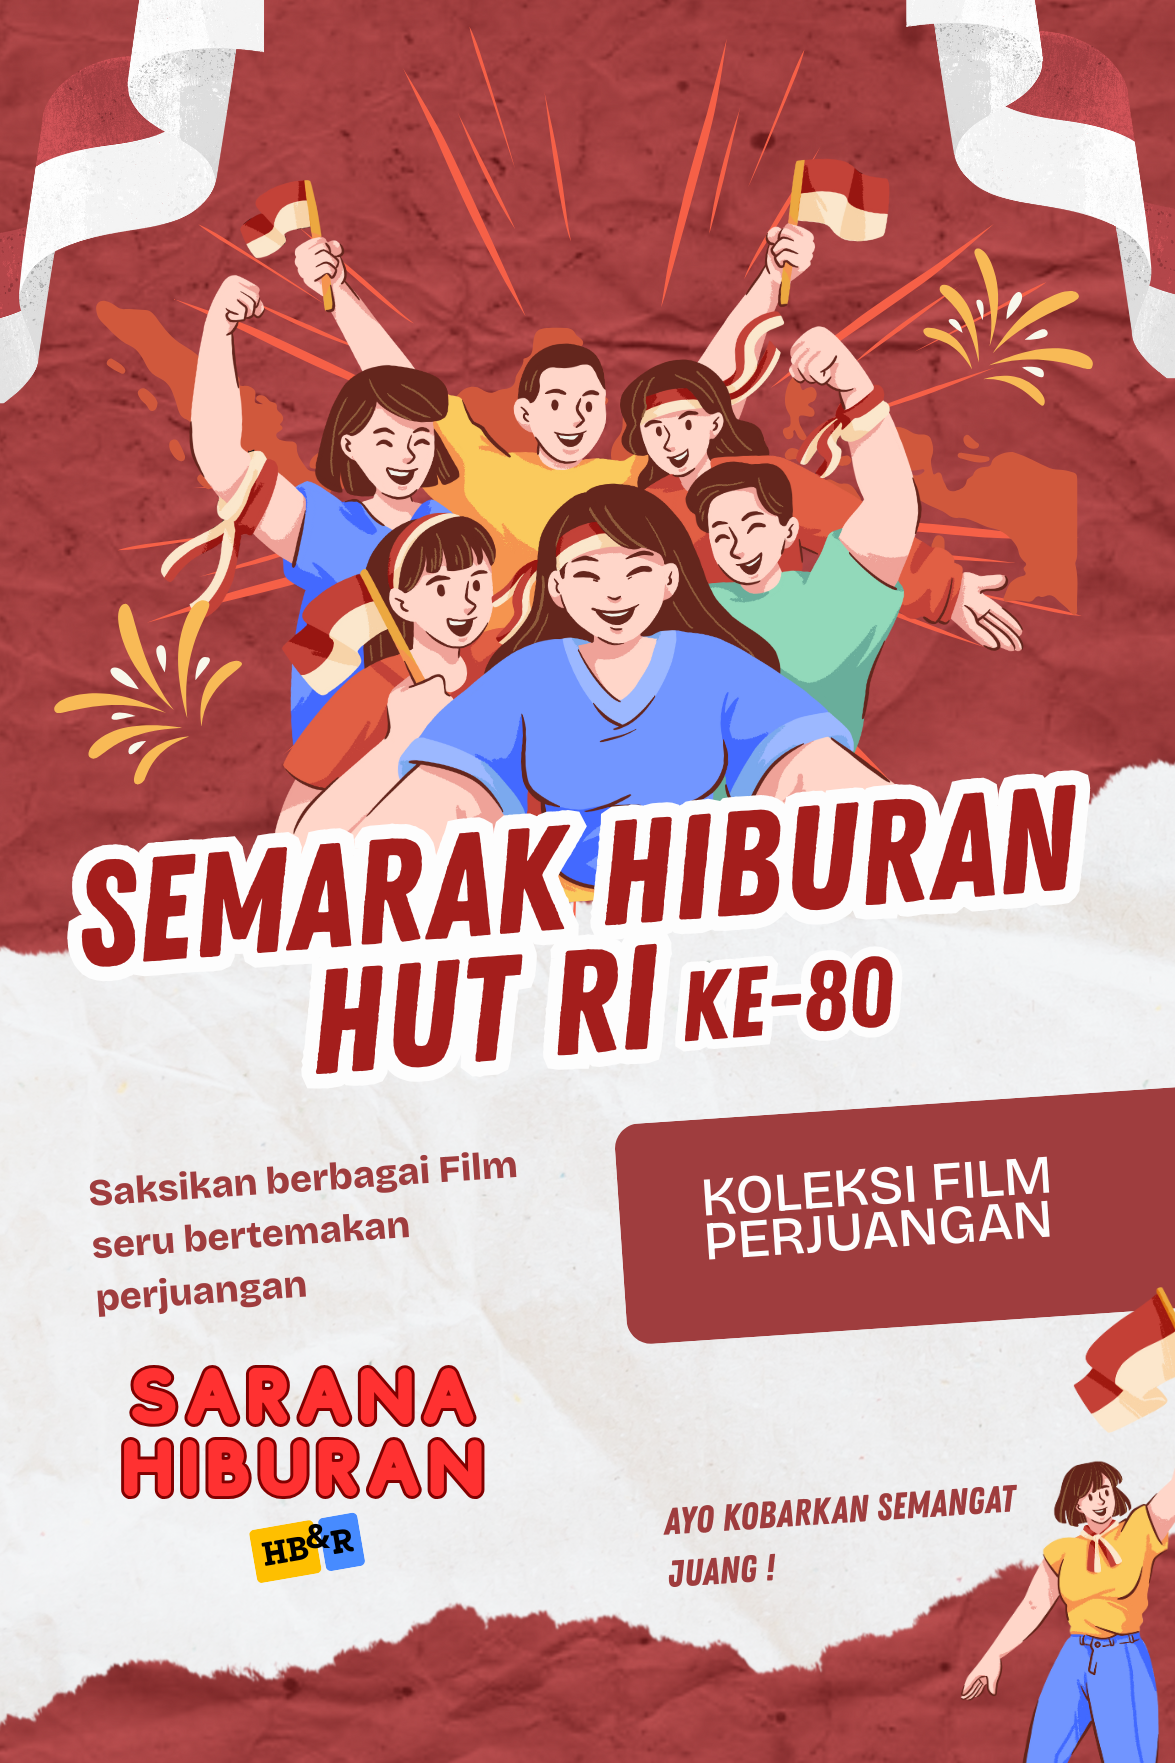 SEMARAK HIBURAN
HUT RI KE-80
Saksikan berbagai Film
seru bertemakan
perjuangan
KOLEKSI FILM
PERJUANGAN
SARANA
HIBURAN
HB&R
AYO KOBARKAN SEMANGAT
JUANG !